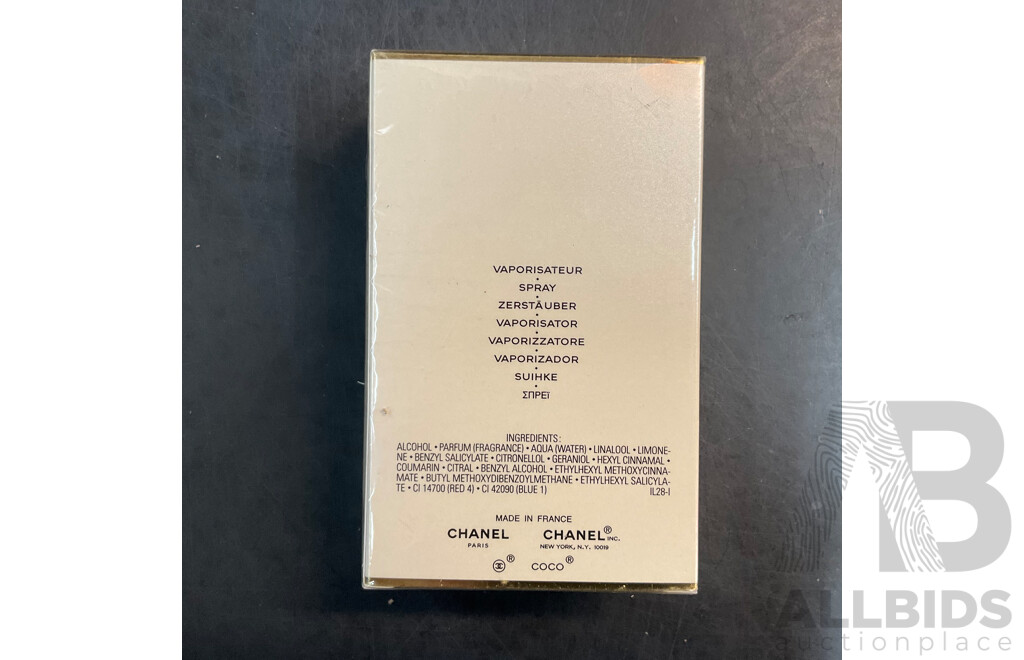 VAPORISATEUR
SPRAY
ZERSTÄUBER
VAPORISATOR
VAPORIZZATORE
VAPORIZADOR
SUIHKE
ΣΠΡΕΪ
INGREDIENTS:
ALCOHOL • PARFUM (FRAGRANCE) • AQUA (WATER) • LINALOOL • LIMONE-
NE • BENZYL SALICYLATE • CITRONELLOL • GERANIOL • HEXYL CINNAMAL •
COUMARIN • CITRAL • BENZYL ALCOHOL • ETHYLHEXYL METHOXYCINNA-
MATE • BUTYL METHOXYDIBENZOYLMETHANE • ETHYLHEXYL SALICYLA-
TE • CI 14700 (RED 4) • CI 42090 (BLUE 1) IL28-I
MADE IN FRANCE
CHANEL CHANEL® INC.
PARIS NEW YORK, N.Y. 10019
® COCO®
AB
ALLBIDS
auctionplace